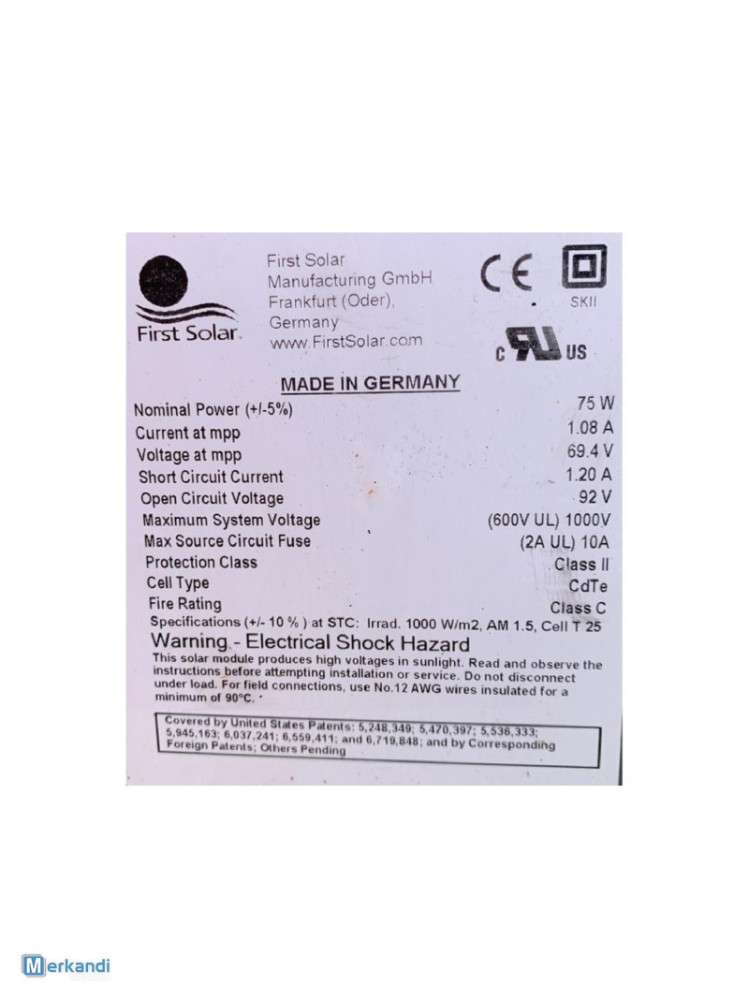 First Solar
Manufacturing GmbH
Frankfurt (Oder),
Germany
www.FirstSolar.com
First Solar.
CE
SKII
C RU US
MADE IN GERMANY
Nominal Power (+/-5%) 75 W
Current at mpp 1.08 A
Voltage at mpp 69.4 V
Short Circuit Current 1.20 A
Open Circuit Voltage 92 V
Maximum System Voltage (600V UL) 1000V
Max Source Circuit Fuse (2A UL) 10A
Protection Class Class II
Cell Type CdTe
Fire Rating Class C
Specifications (+/- 10 % ) at STC: Irrad. 1000 W/m2, AM 1.5, Cell T 25
Warning - Electrical Shock Hazard
This solar module produces high voltages in sunlight. Read and observe the
instructions before attempting installation or service. Do not disconnect
under load. For field connections, use No.12 AWG wires insulated for a
minimum of 90°C.
Covered by United States Patents: 5,248,349; 5,470,397; 5,536,333;
5,945,163; 6,037,241; 6,559,411; and 6,719,848; and by Corresponding
Foreign Patents; Others Pending
Merkandi